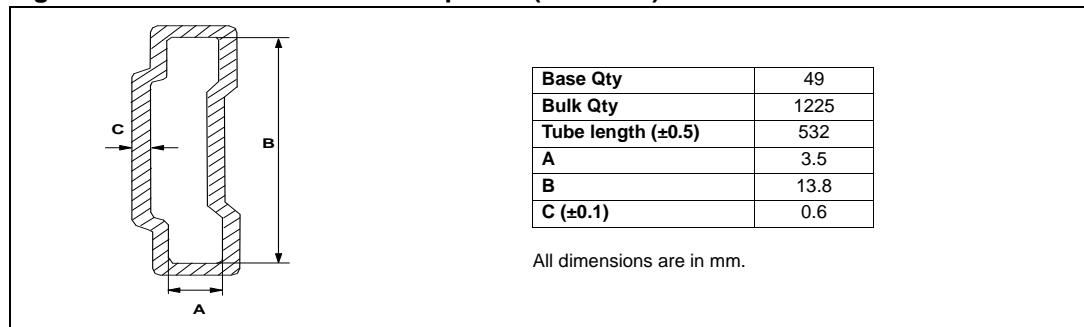 C
B
A
Base Qty 49
Bulk Qty 1225
Tube length (±0.5) 532
A 3.5
B 13.8
C (±0.1) 0.6
All dimensions are in mm.